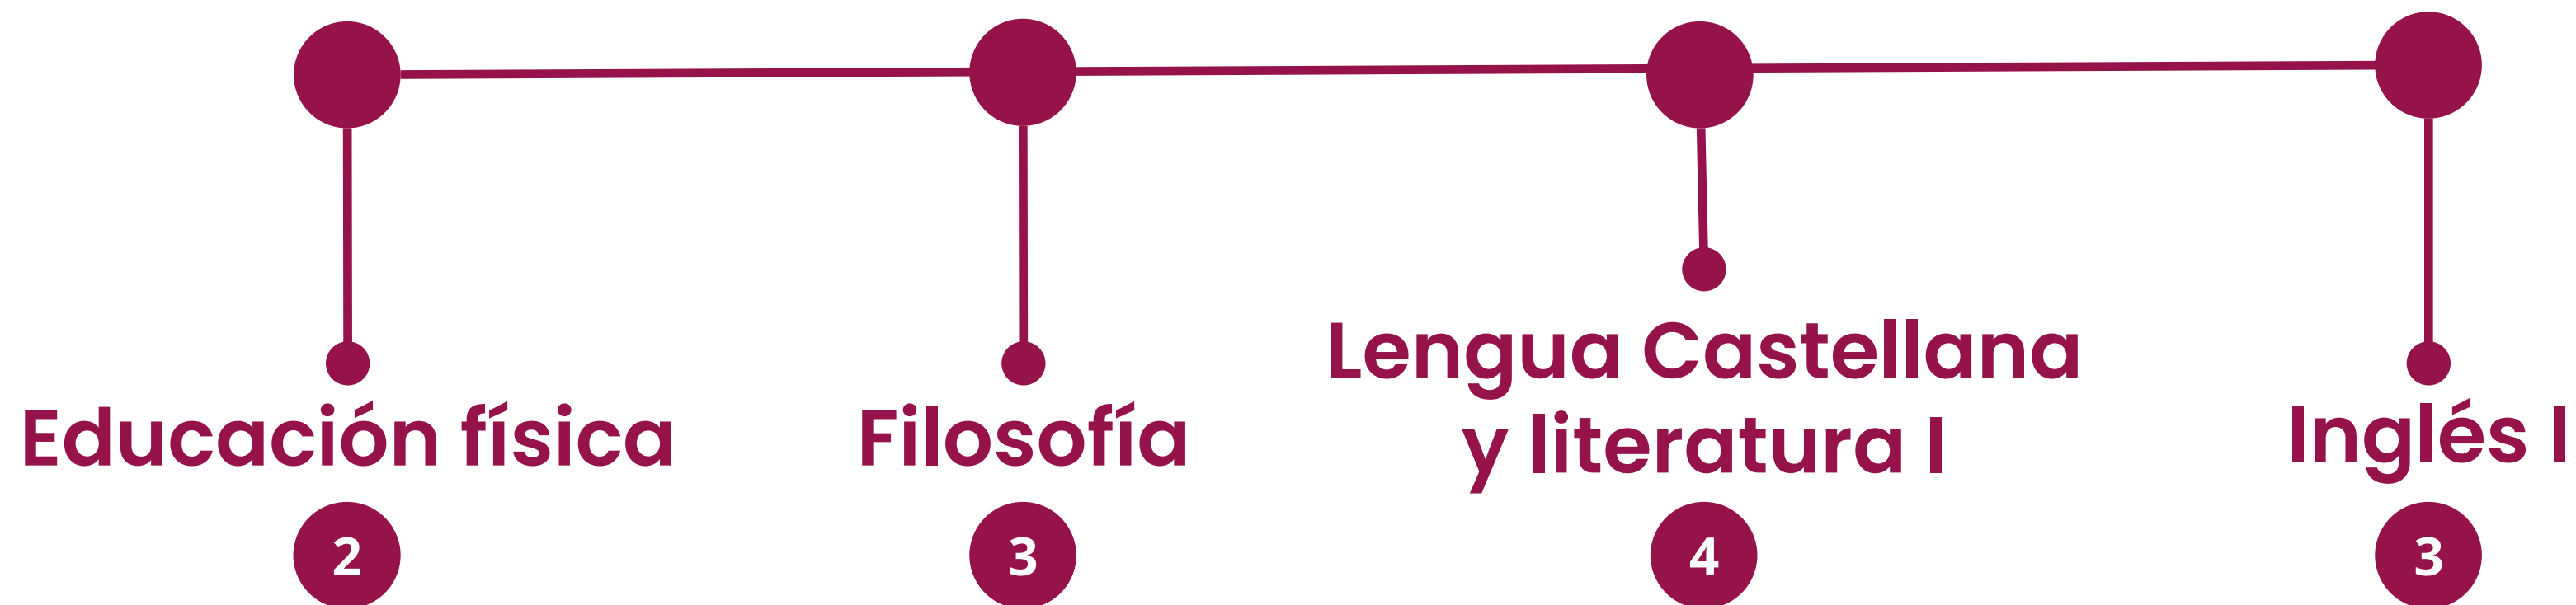 Educación física
2
Filosofía
3
Lengua Castellana
y literatura I
4
Inglés I
3